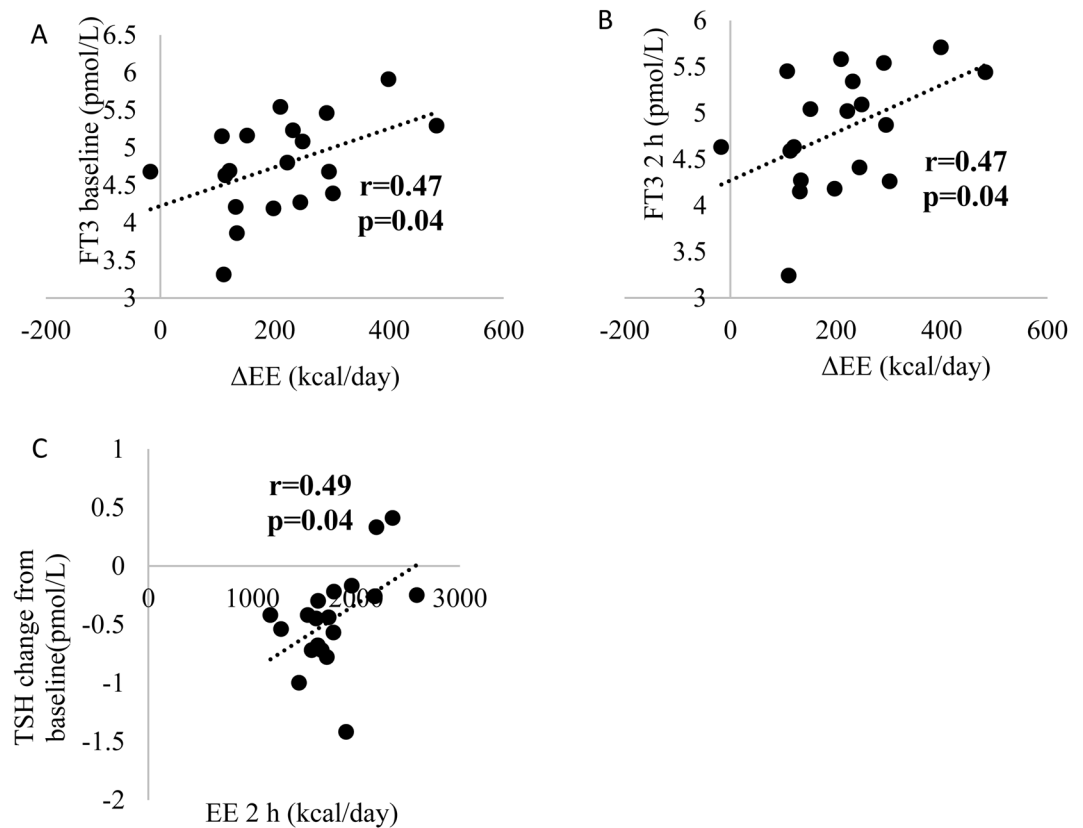 A
FT3 baseline (pmol/L)
6.5
6
5.5
5
4.5
4
3.5
3
r=0.47
p=0.04
-200
0
200
400
600
ΔEE (kcal/day)
B
FT3 2 h (pmol/L)
6
5.5
5
4.5
4
3.5
3
r=0.47
p=0.04
-200
0
200
400
600
ΔEE (kcal/day)
C
TSH change from
baseline(pmol/L)
1
0.5
0
-0.5
-1
-1.5
-2
r=0.49
p=0.04
0
1000
2000
3000
EE 2 h (kcal/day)